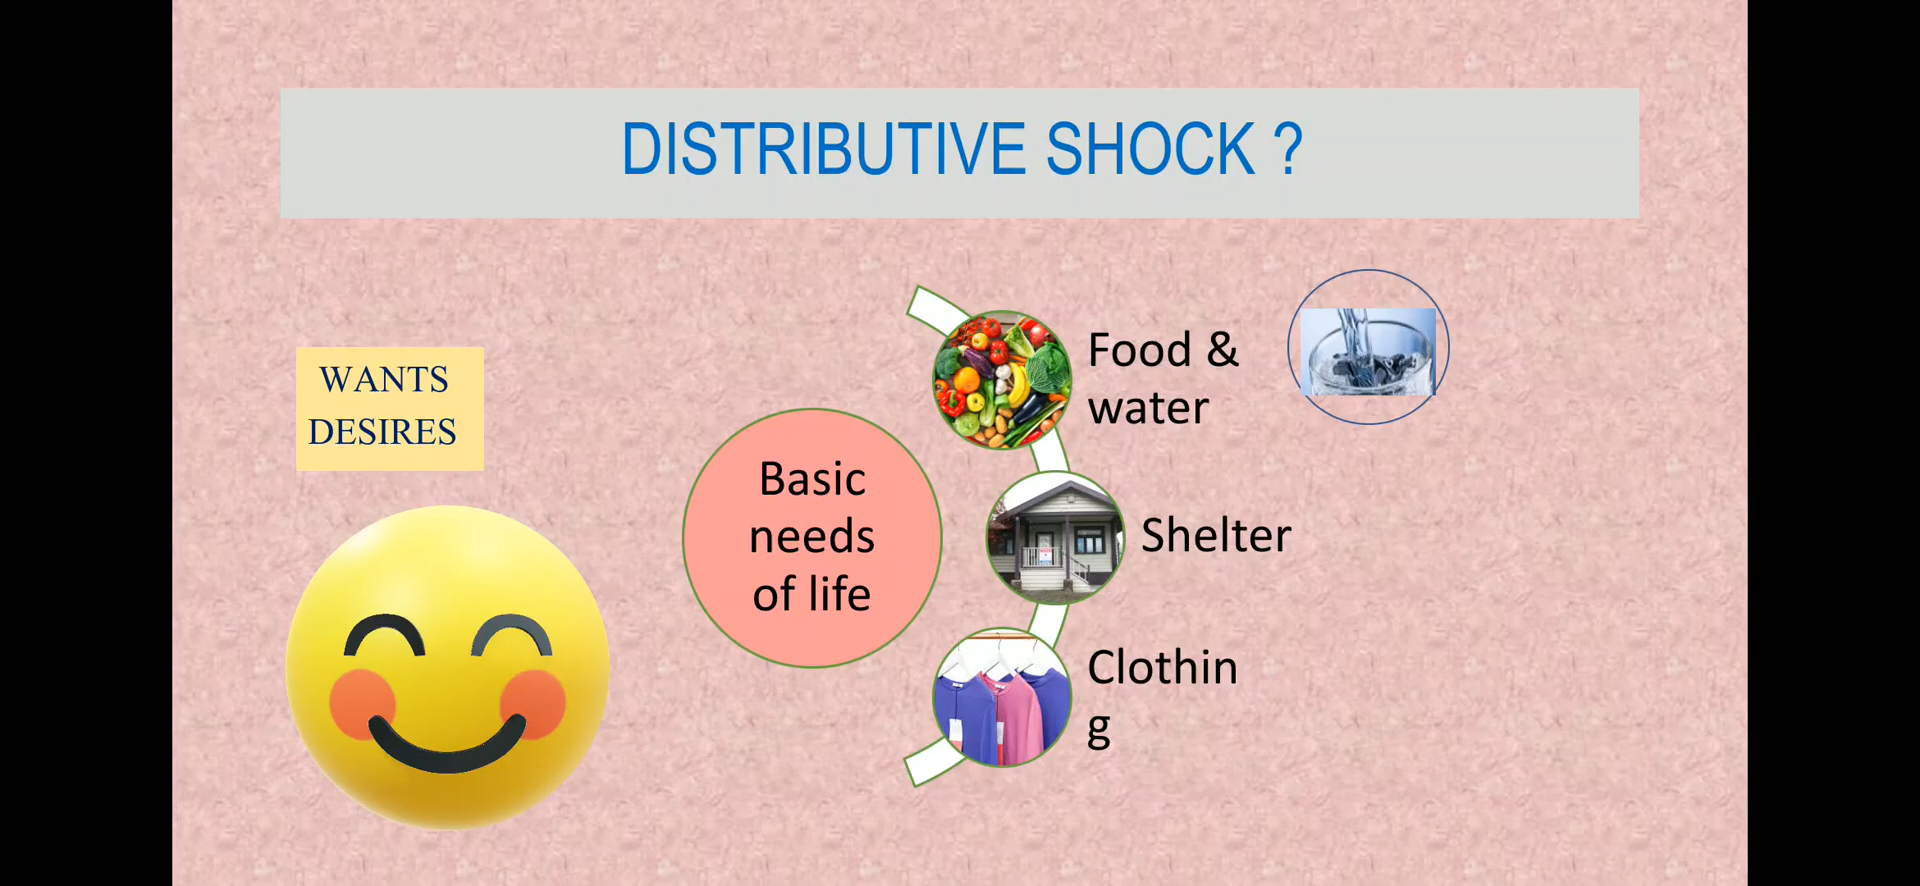 DISTRIBUTIVE SHOCK ?
WANTS
DESIRES
Basic
needs
of life
Food &
water
Shelter
Clothin
g